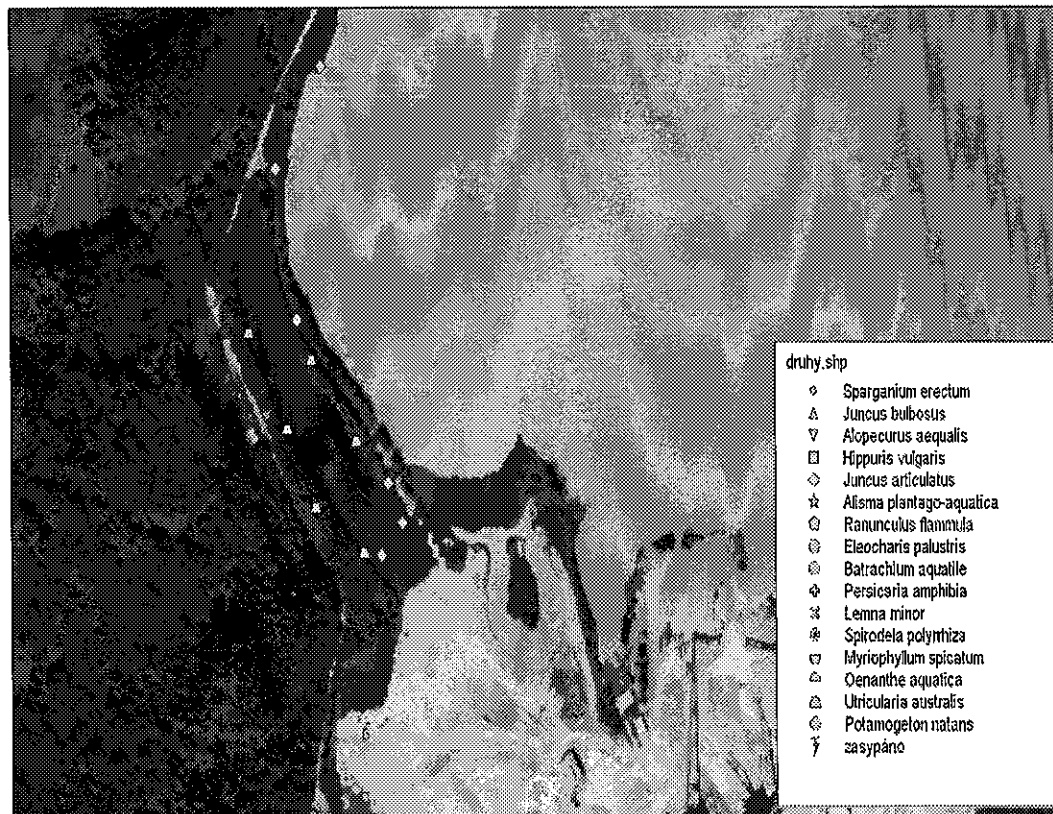 druhy.shp
Sparganium erectum
Juncus bulbosus
Alopecurus aequalis
Hippuris vulgaris
Juncus articulatus
Alisma plantago-aquatica
Ranunculus flammula
Eleocharis palustris
Batrachium aquatile
Persicaria amphibia
Lemna minor
Spirodela polyrrhiza
Myriophyllum spicatum
Oenanthe aquatica
Utricularia australis
Potamogeton natans
zasypáno